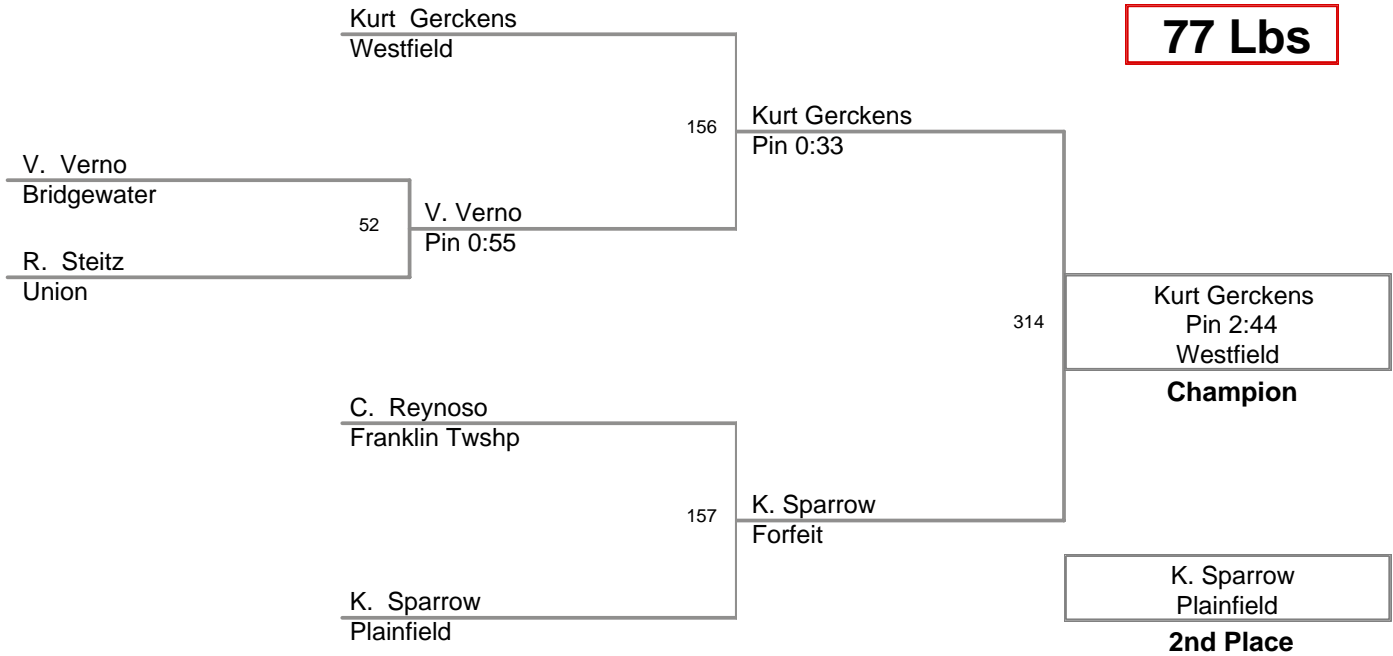 Kurt Gerckens
Westfield
77 Lbs
156
Kurt Gerckens
Pin 0:33
V. Verno
Bridgewater
52
V. Verno
Pin 0:55
R. Steitz
Union
314
Kurt Gerckens
Pin 2:44
Westfield
Champion
C. Reynoso
Franklin Twshp
157
K. Sparrow
Forfeit
K. Sparrow
Plainfield
K. Sparrow
Plainfield
2nd Place